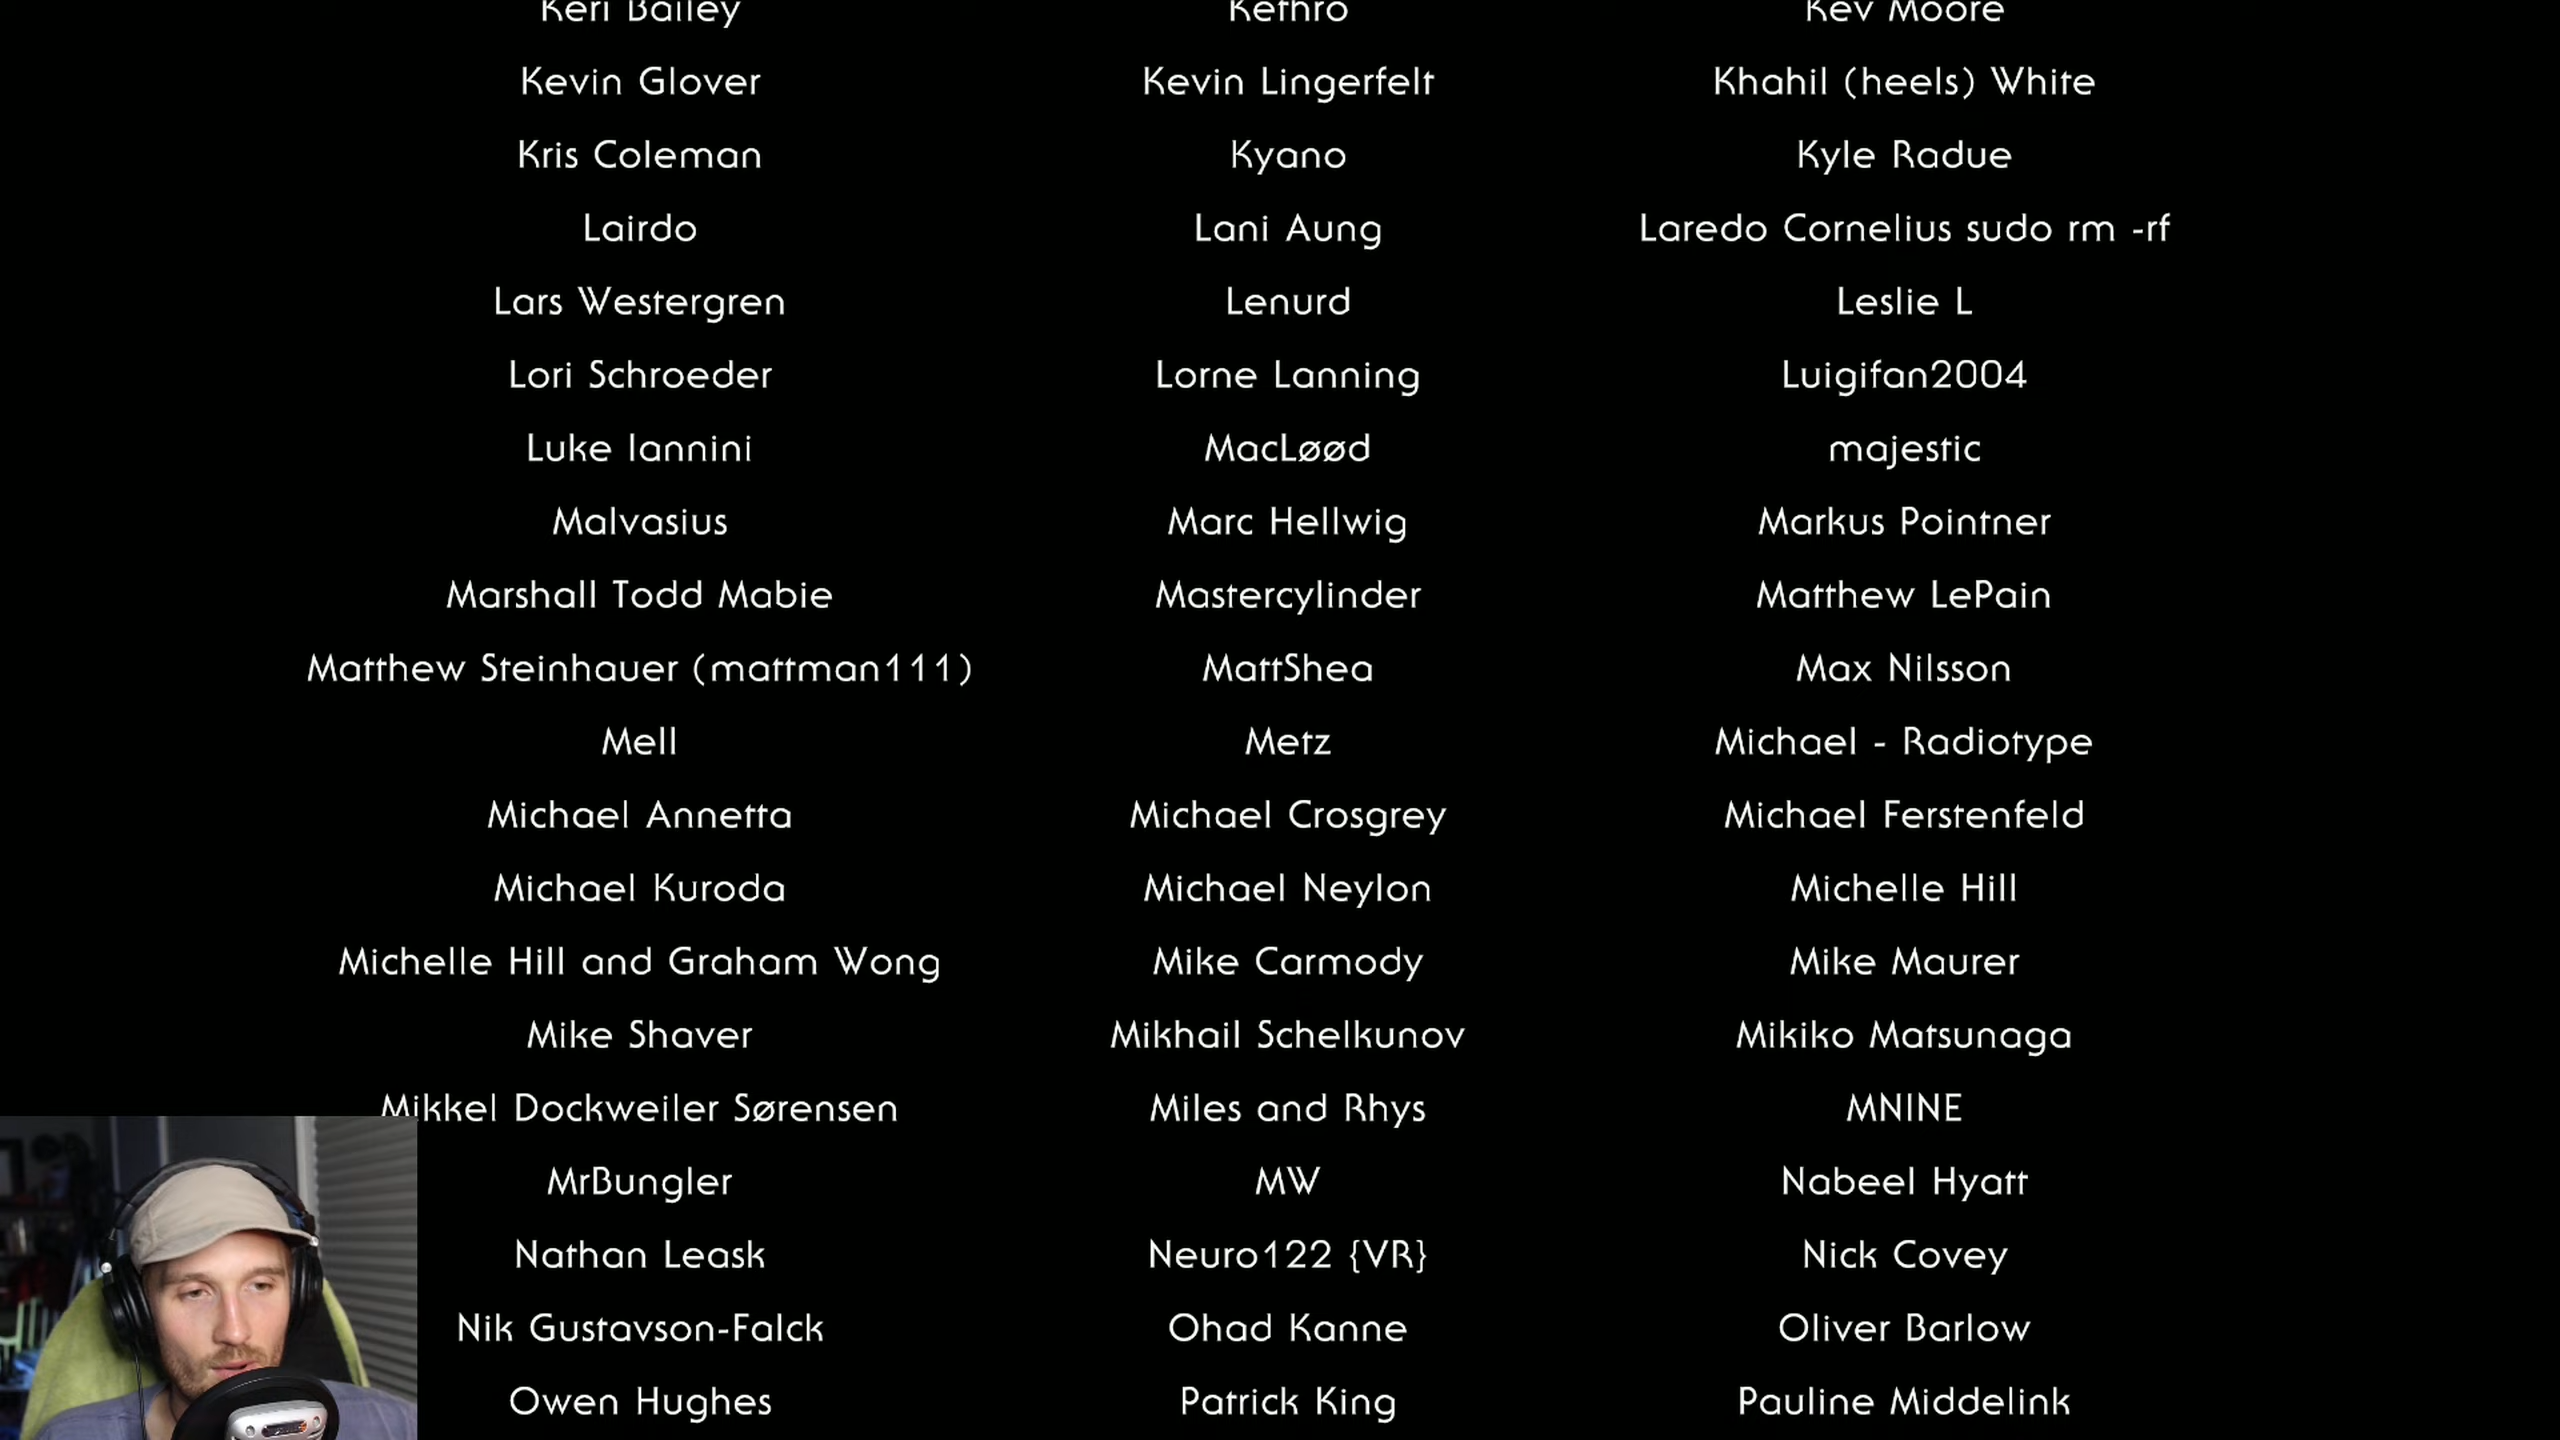 Keri Bailey Kethro Kev Moore
Kevin Glover Kevin Lingerfelt Khahil (heels) White
Kris Coleman Kyano Kyle Radue
Lairdo Lani Aung Laredo Cornelius sudo rm -rf
Lars Westergren Lenurd Leslie L
Lori Schroeder Lorne Lanning Luigifan2004
Luke Iannini MacLøød majestic
Malvasius Marc Hellwig Markus Pointner
Marshall Todd Mabie Mastercylinder Matthew LePain
Matthew Steinhauer (mattman111) MattShea Max Nilsson
Mell Metz Michael - Radiotype
Michael Annetta Michael Crosgrey Michael Ferstenfeld
Michael Kuroda Michael Neylon Michelle Hill
Michelle Hill and Graham Wong Mike Carmody Mike Maurer
Mike Shaver Mikhail Schelkunov Mikiko Matsunaga
Mikkel Dockweiler Sørensen Miles and Rhys MNINE
MrBungler MW Nabeel Hyatt
Nathan Leask Neuro122 {VR} Nick Covey
Nik Gustavson-Falck Ohad Kanne Oliver Barlow
Owen Hughes Patrick King Pauline Middelink